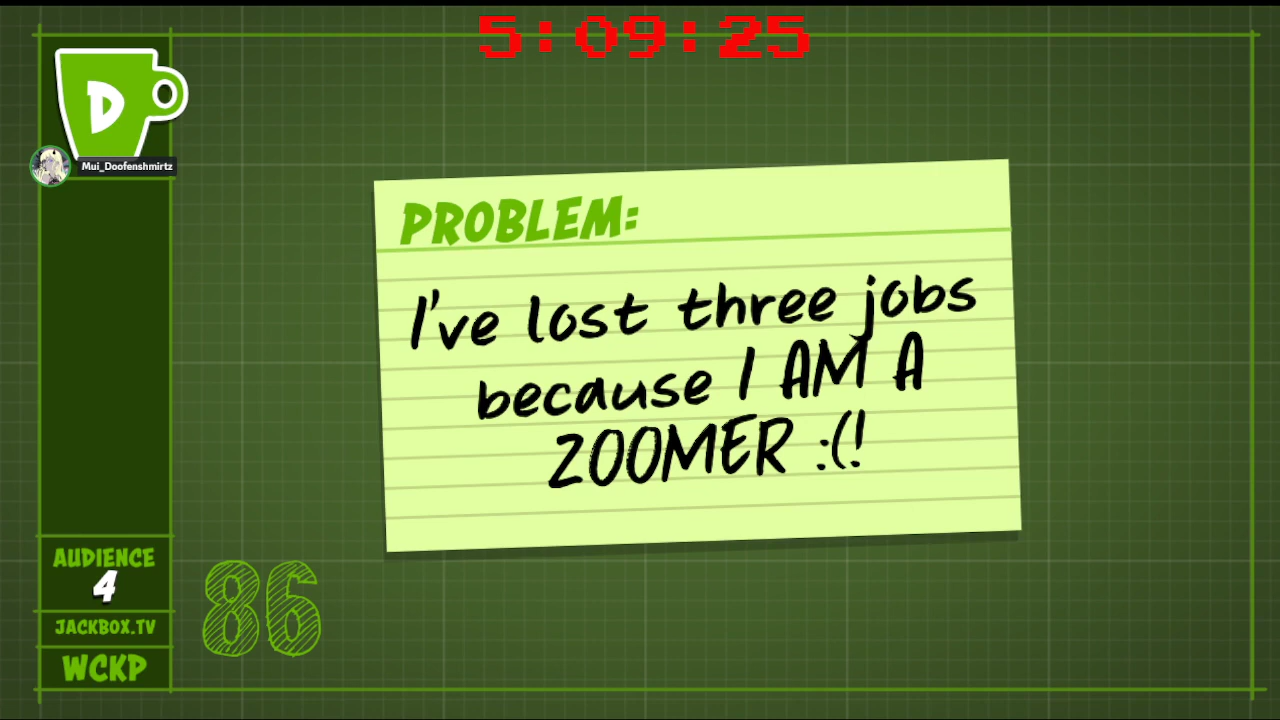 5:09:25
D
Mui_Doofenshmirtz
PROBLEM:
I've lost three jobs
because I AM A
ZOOMER :(!
AUDIENCE
4
JACKBOX.TV
WCKP
86